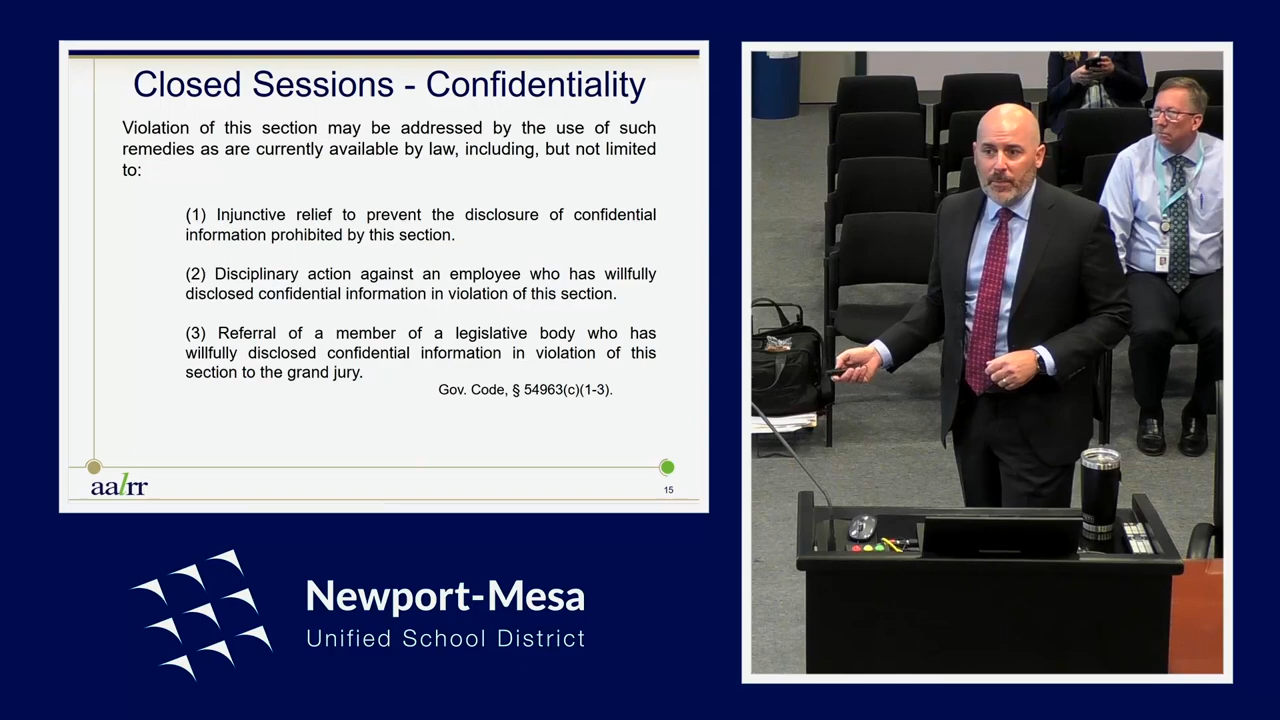 Closed Sessions - Confidentiality
Violation of this section may be addressed by the use of such
remedies as are currently available by law, including, but not limited
to:
(1) Injunctive relief to prevent the disclosure of confidential
information prohibited by this section.
(2) Disciplinary action against an employee who has willfully
disclosed confidential information in violation of this section.
(3) Referral of a member of a legislative body who has
willfully disclosed confidential information in violation of this
section to the grand jury.
Gov. Code, § 54963(c)(1-3).
aalrr
15
Newport-Mesa
Unified School District